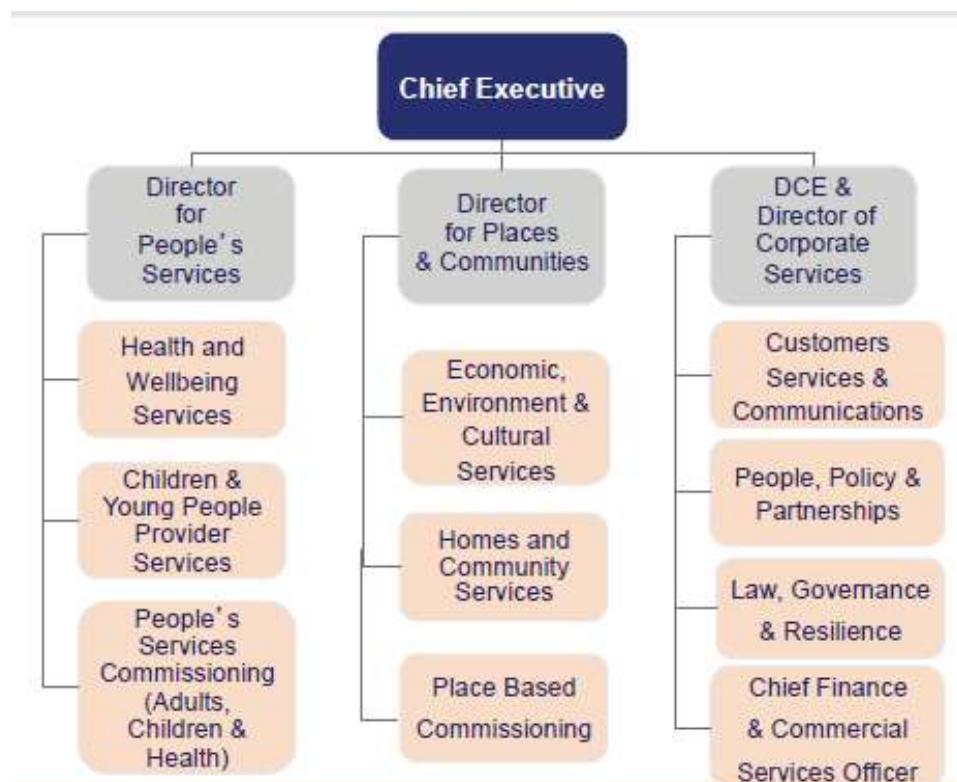 Chief Executive
Director
for
People’s
Services
Health and
Wellbeing
Services
Children &
Young People
Provider
Services
People’s
Services
Commissioning
(Adults,
Children &
Health)
Director
for Places
& Communities
Economic,
Environment &
Cultural
Services
Homes and
Community
Services
Place Based
Commissioning
DCE &
Director of
Corporate
Services
Customers
Services &
Communications
People, Policy &
Partnerships
Law, Governance
& Resilience
Chief Finance
& Commercial
Services Officer